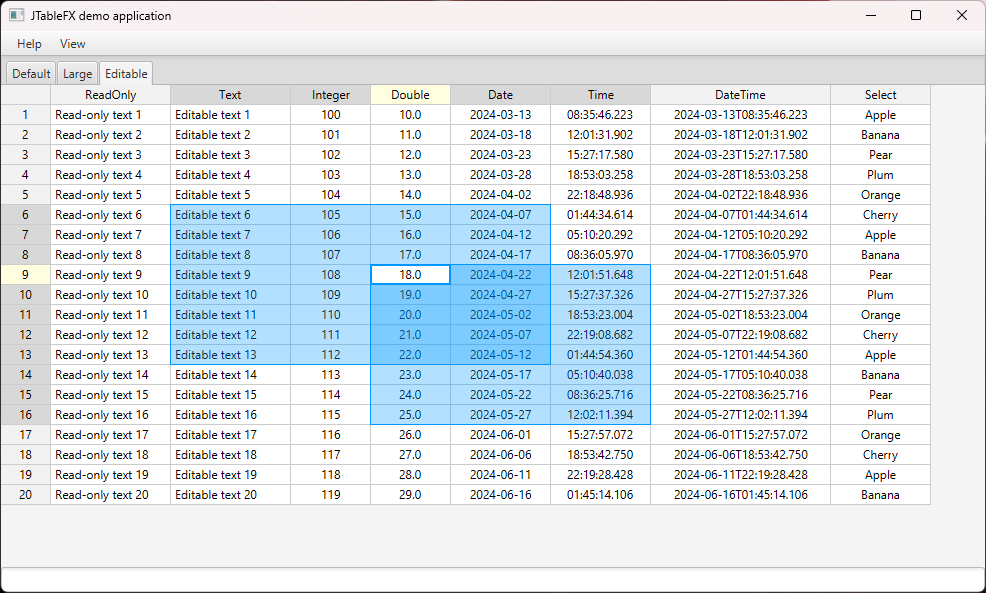 JTableFX demo application
Help View
Default Large Editable
ReadOnly Text Integer Double Date Time DateTime Select
1 Read-only text 1 Editable text 1 100 10.0 2024-03-13 08:35:46.223 2024-03-13T08:35:46.223 Apple
2 Read-only text 2 Editable text 2 101 11.0 2024-03-18 12:01:31.902 2024-03-18T12:01:31.902 Banana
3 Read-only text 3 Editable text 3 102 12.0 2024-03-23 15:27:17.580 2024-03-23T15:27:17.580 Pear
4 Read-only text 4 Editable text 4 103 13.0 2024-03-28 18:53:03.258 2024-03-28T18:53:03.258 Plum
5 Read-only text 5 Editable text 5 104 14.0 2024-04-02 22:18:48.936 2024-04-02T22:18:48.936 Orange
6 Read-only text 6 Editable text 6 105 15.0 2024-04-07 01:44:34.614 2024-04-07T01:44:34.614 Cherry
7 Read-only text 7 Editable text 7 106 16.0 2024-04-12 05:10:20.292 2024-04-12T05:10:20.292 Apple
8 Read-only text 8 Editable text 8 107 17.0 2024-04-17 08:36:05.970 2024-04-17T08:36:05.970 Banana
9 Read-only text 9 Editable text 9 108 18.0 2024-04-22 12:01:51.648 2024-04-22T12:01:51.648 Pear
10 Read-only text 10 Editable text 10 109 19.0 2024-04-27 15:27:37.326 2024-04-27T15:27:37.326 Plum
11 Read-only text 11 Editable text 11 110 20.0 2024-05-02 18:53:23.004 2024-05-02T18:53:23.004 Orange
12 Read-only text 12 Editable text 12 111 21.0 2024-05-07 22:19:08.682 2024-05-07T22:19:08.682 Cherry
13 Read-only text 13 Editable text 13 112 22.0 2024-05-12 01:44:54.360 2024-05-12T01:44:54.360 Apple
14 Read-only text 14 Editable text 14 113 23.0 2024-05-17 05:10:40.038 2024-05-17T05:10:40.038 Banana
15 Read-only text 15 Editable text 15 114 24.0 2024-05-22 08:36:25.716 2024-05-22T08:36:25.716 Pear
16 Read-only text 16 Editable text 16 115 25.0 2024-05-27 12:02:11.394 2024-05-27T12:02:11.394 Plum
17 Read-only text 17 Editable text 17 116 26.0 2024-06-01 15:27:57.072 2024-06-01T15:27:57.072 Orange
18 Read-only text 18 Editable text 18 117 27.0 2024-06-06 18:53:42.750 2024-06-06T18:53:42.750 Cherry
19 Read-only text 19 Editable text 19 118 28.0 2024-06-11 22:19:28.428 2024-06-11T22:19:28.428 Apple
20 Read-only text 20 Editable text 20 119 29.0 2024-06-16 01:45:14.106 2024-06-16T01:45:14.106 Banana